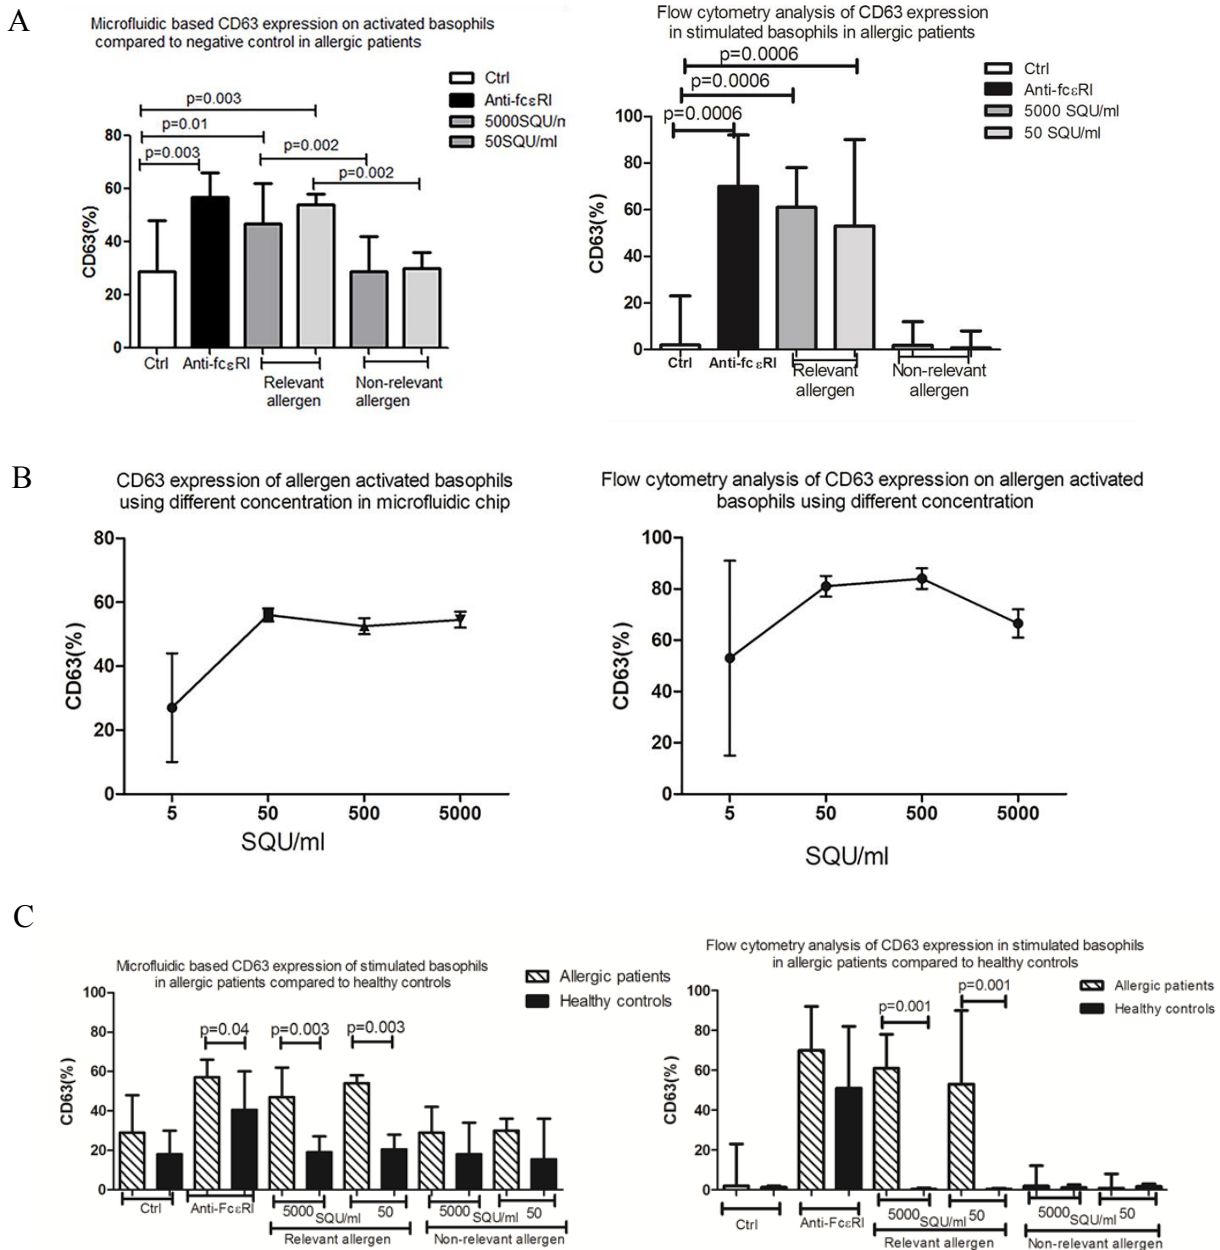 A
Microfluidic based CD63 expression on activated basophils
compared to negative control in allergic patients
Ctrl
Anti-fcεRI
5000SQU/n
50SQU/ml
p=0.003
p=0.01
p=0.003
p=0.002
p=0.002
CD63(%)
80
60
40
20
0
Ctrl Anti-fcεRI
Relevant
allergen
Non-relevant
allergen
Flow cytometry analysis of CD63 expression
in stimulated basophils in allergic patients
p=0.0006
p=0.0006
p=0.0006
Ctrl
Anti-fcεRI
5000 SQU/ml
50 SQU/ml
CD63(%)
100
80
60
40
20
0
Ctrl Anti-fcεRI
Relevant
allergen
Non-relevant
allergen
B
CD63 expression of allergen activated basophils
using different concentration in microfluidic chip
CD63(%)
80
60
40
20
0
5 50 500 5000
SQU/ml
Flow cytometry analysis of CD63 expression on allergen activated
basophils using different concentration
CD63(%)
100
80
60
40
20
0
5 50 500 5000
SQU/ml
C
Microfluidic based CD63 expression of stimulated basophils
in allergic patients compared to healthy controls
Allergic patients
Healthy controls
p=0.04 p=0.003 p=0.003
CD63(%)
100
80
60
40
20
0
Ctrl Anti-FcεRI
5000 SQU/ml 50
Relevant allergen
5000 SQU/ml 50
Non-relevant allergen
Flow cytometry analysis of CD63 expression in stimulated basophils
in allergic patients compared to healthy controls
Allergic patients
Healthy controls
p=0.001
p=0.001
CD63(%)
100
80
60
40
20
0
Ctrl Anti-FcεRI
5000 SQU/ml 50
Relevant allergen
5000 SQU/ml 50
Non-relevant allergen